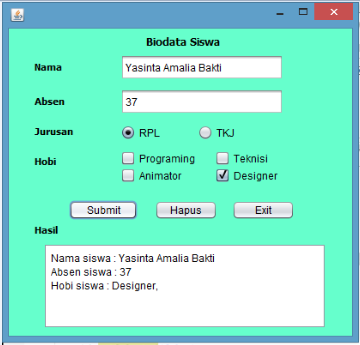 Biodata Siswa
Nama Yasinta Amalia Bakti
Absen 37
Jurusan RPL TKJ
Hobi Programing Teknisi
Animator Designer
Submit Hapus Exit
Hasil
Nama siswa : Yasinta Amalia Bakti
Absen siswa : 37
Hobi siswa : Designer,